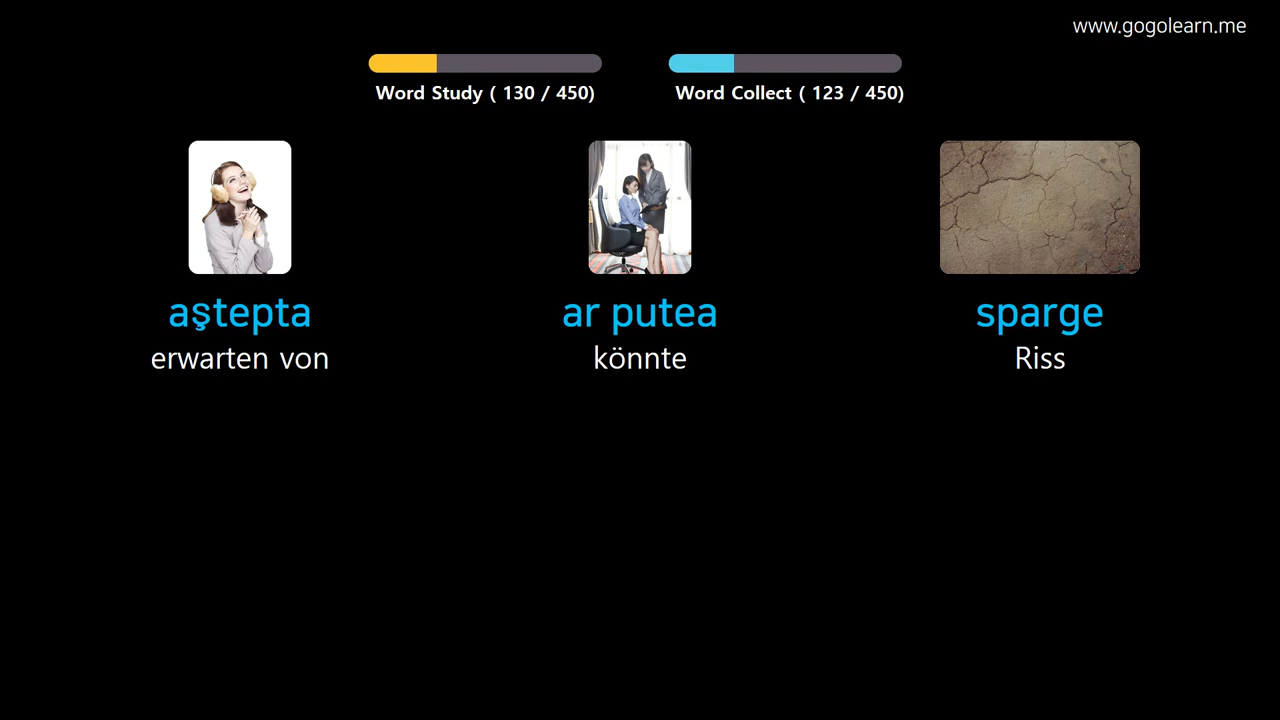 www.gogolearn.me
Word Study ( 130 / 450)
Word Collect ( 123 / 450)
aştepta
ar putea
sparge
erwarten von
könnte
Riss